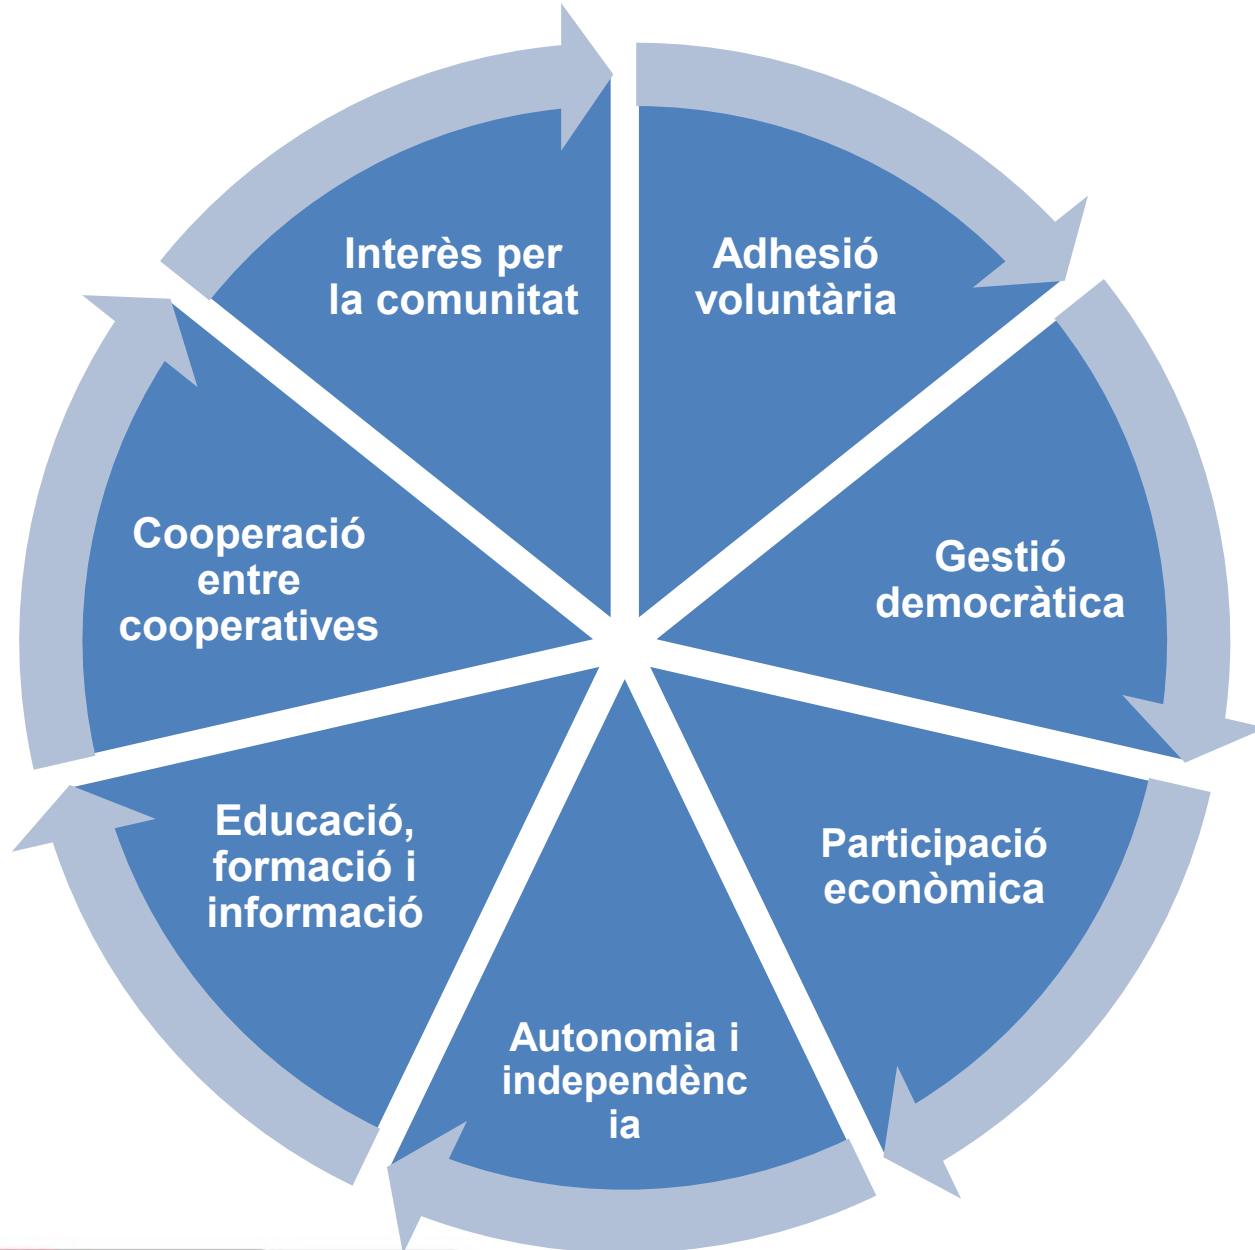 Interès per
la comunitat
Adhesió
voluntària
Gestió
democràtica
Participació
econòmica
Autonomia i
independènc
ia
Educació,
formació i
informació
Cooperació
entre
cooperatives